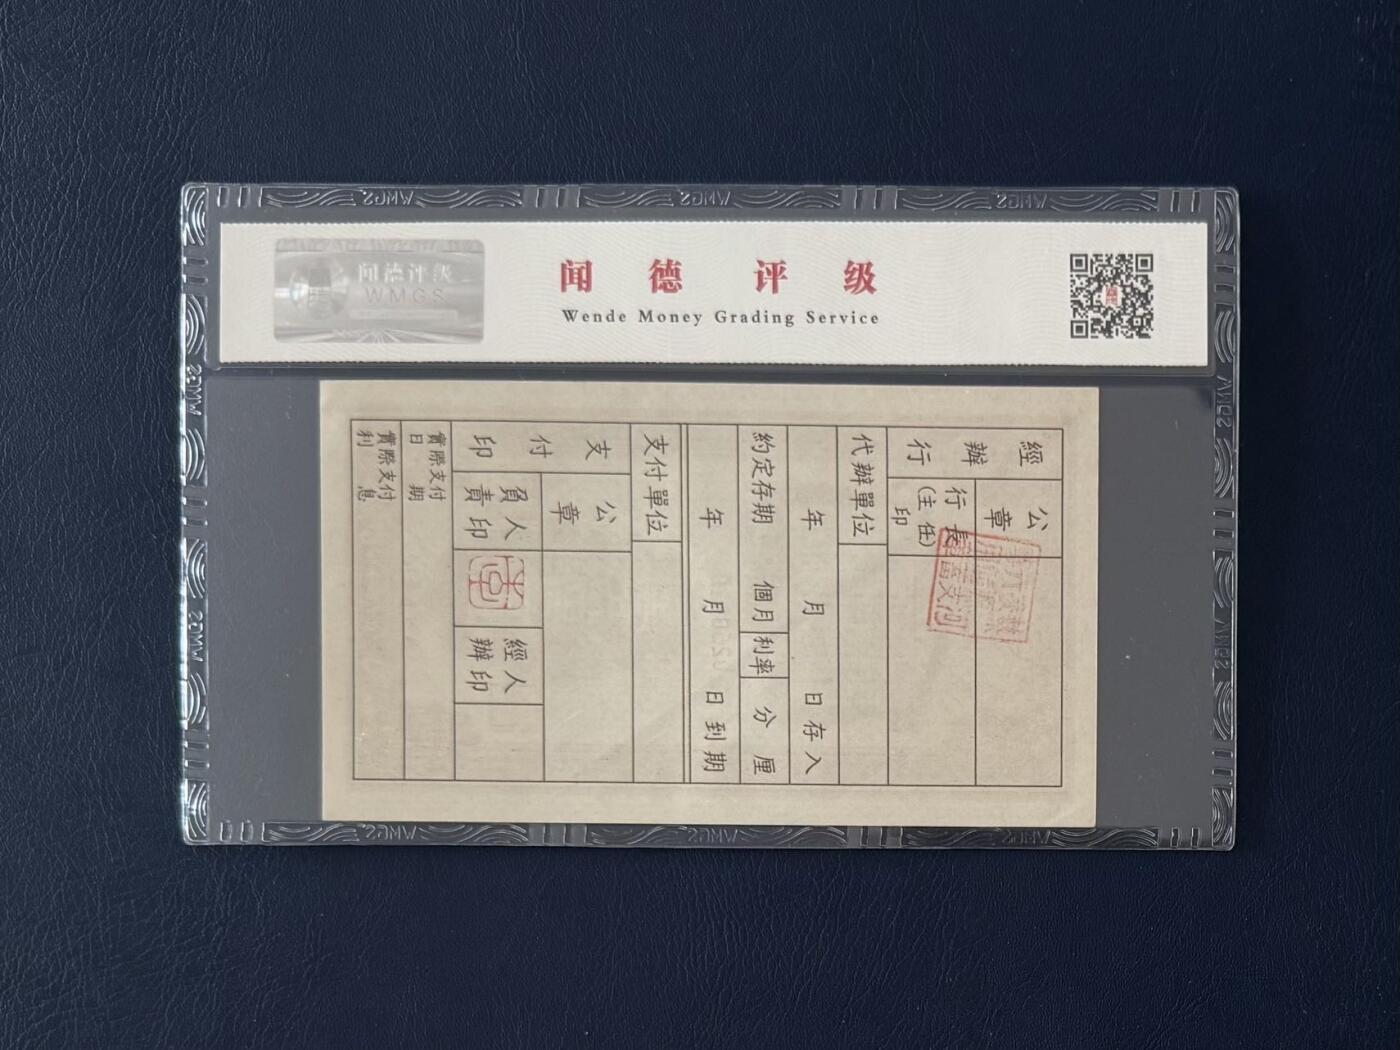 闻德评级
WMGS
闻德评级
Wende Money Grading Service
經辦行
公章
行長(主任)印
代辦單位
年 月 日存入
約定存期 個月
利率 分 厘
年 月 日到期
支付單位
支付印
公章
負責人印
經辦人印
實際支付日期
實際支付利息